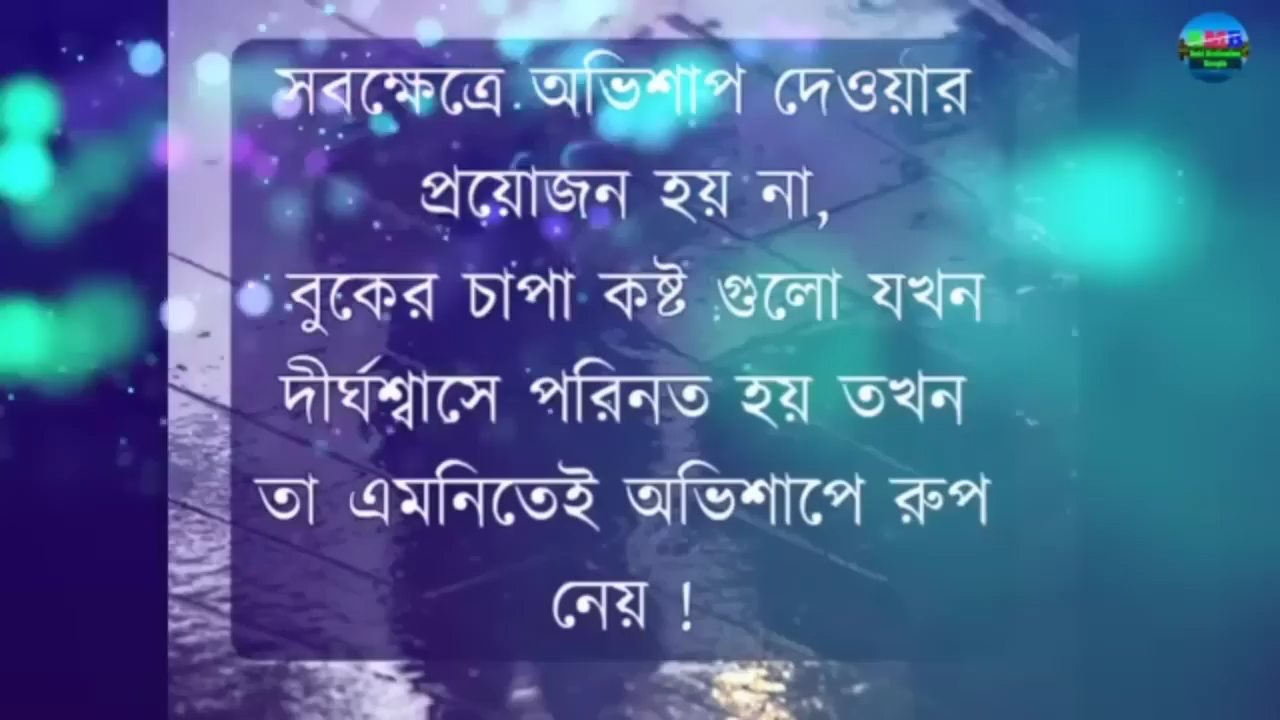 সবক্ষেত্রে অভিশাপ দেওয়ার
প্রয়োজন হয় না,
বুকের চাপা কষ্ট গুলো যখন
দীর্ঘশ্বাসে পরিনত হয় তখন
তা এমনিতেই অভিশাপে রুপ
নেয় !